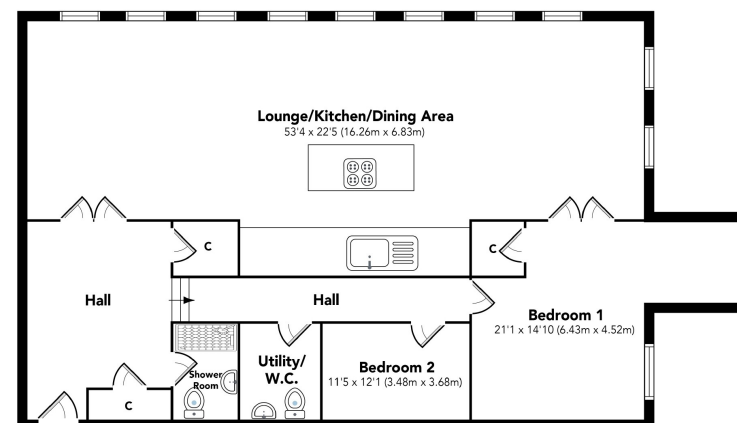 Lounge/Kitchen/Dining Area
53'4 x 22'5 (16.26m x 6.83m)
C
C
Hall
Hall
Bedroom 1
21'1 x 14'10 (6.43m x 4.52m)
Utility/
W.C.
Bedroom 2
11'5 x 12'1 (3.48m x 3.68m)
Shower
Room
C